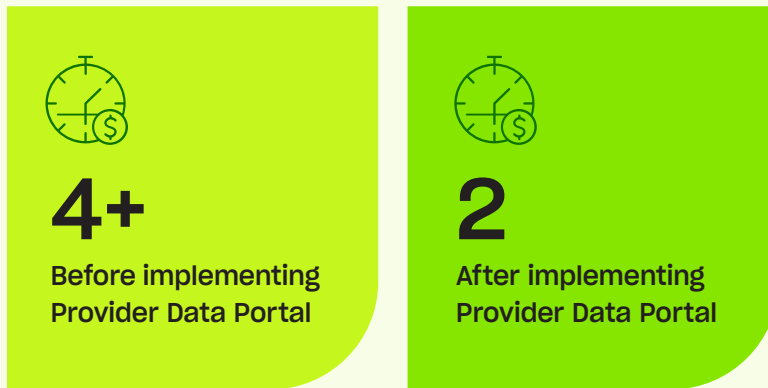 $
4+
Before implementing
Provider Data Portal
$
2
After implementing
Provider Data Portal